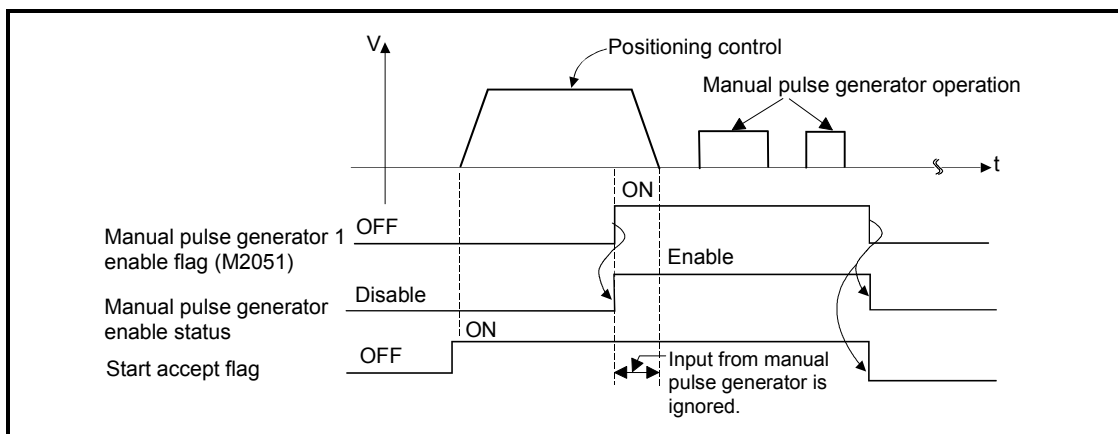 V
Positioning control
Manual pulse generator operation
t
ON
OFF
Manual pulse generator 1
enable flag (M2051)
Enable
Disable
Manual pulse generator
enable status
ON
OFF
Start accept flag
Input from manual
pulse generator is
ignored.